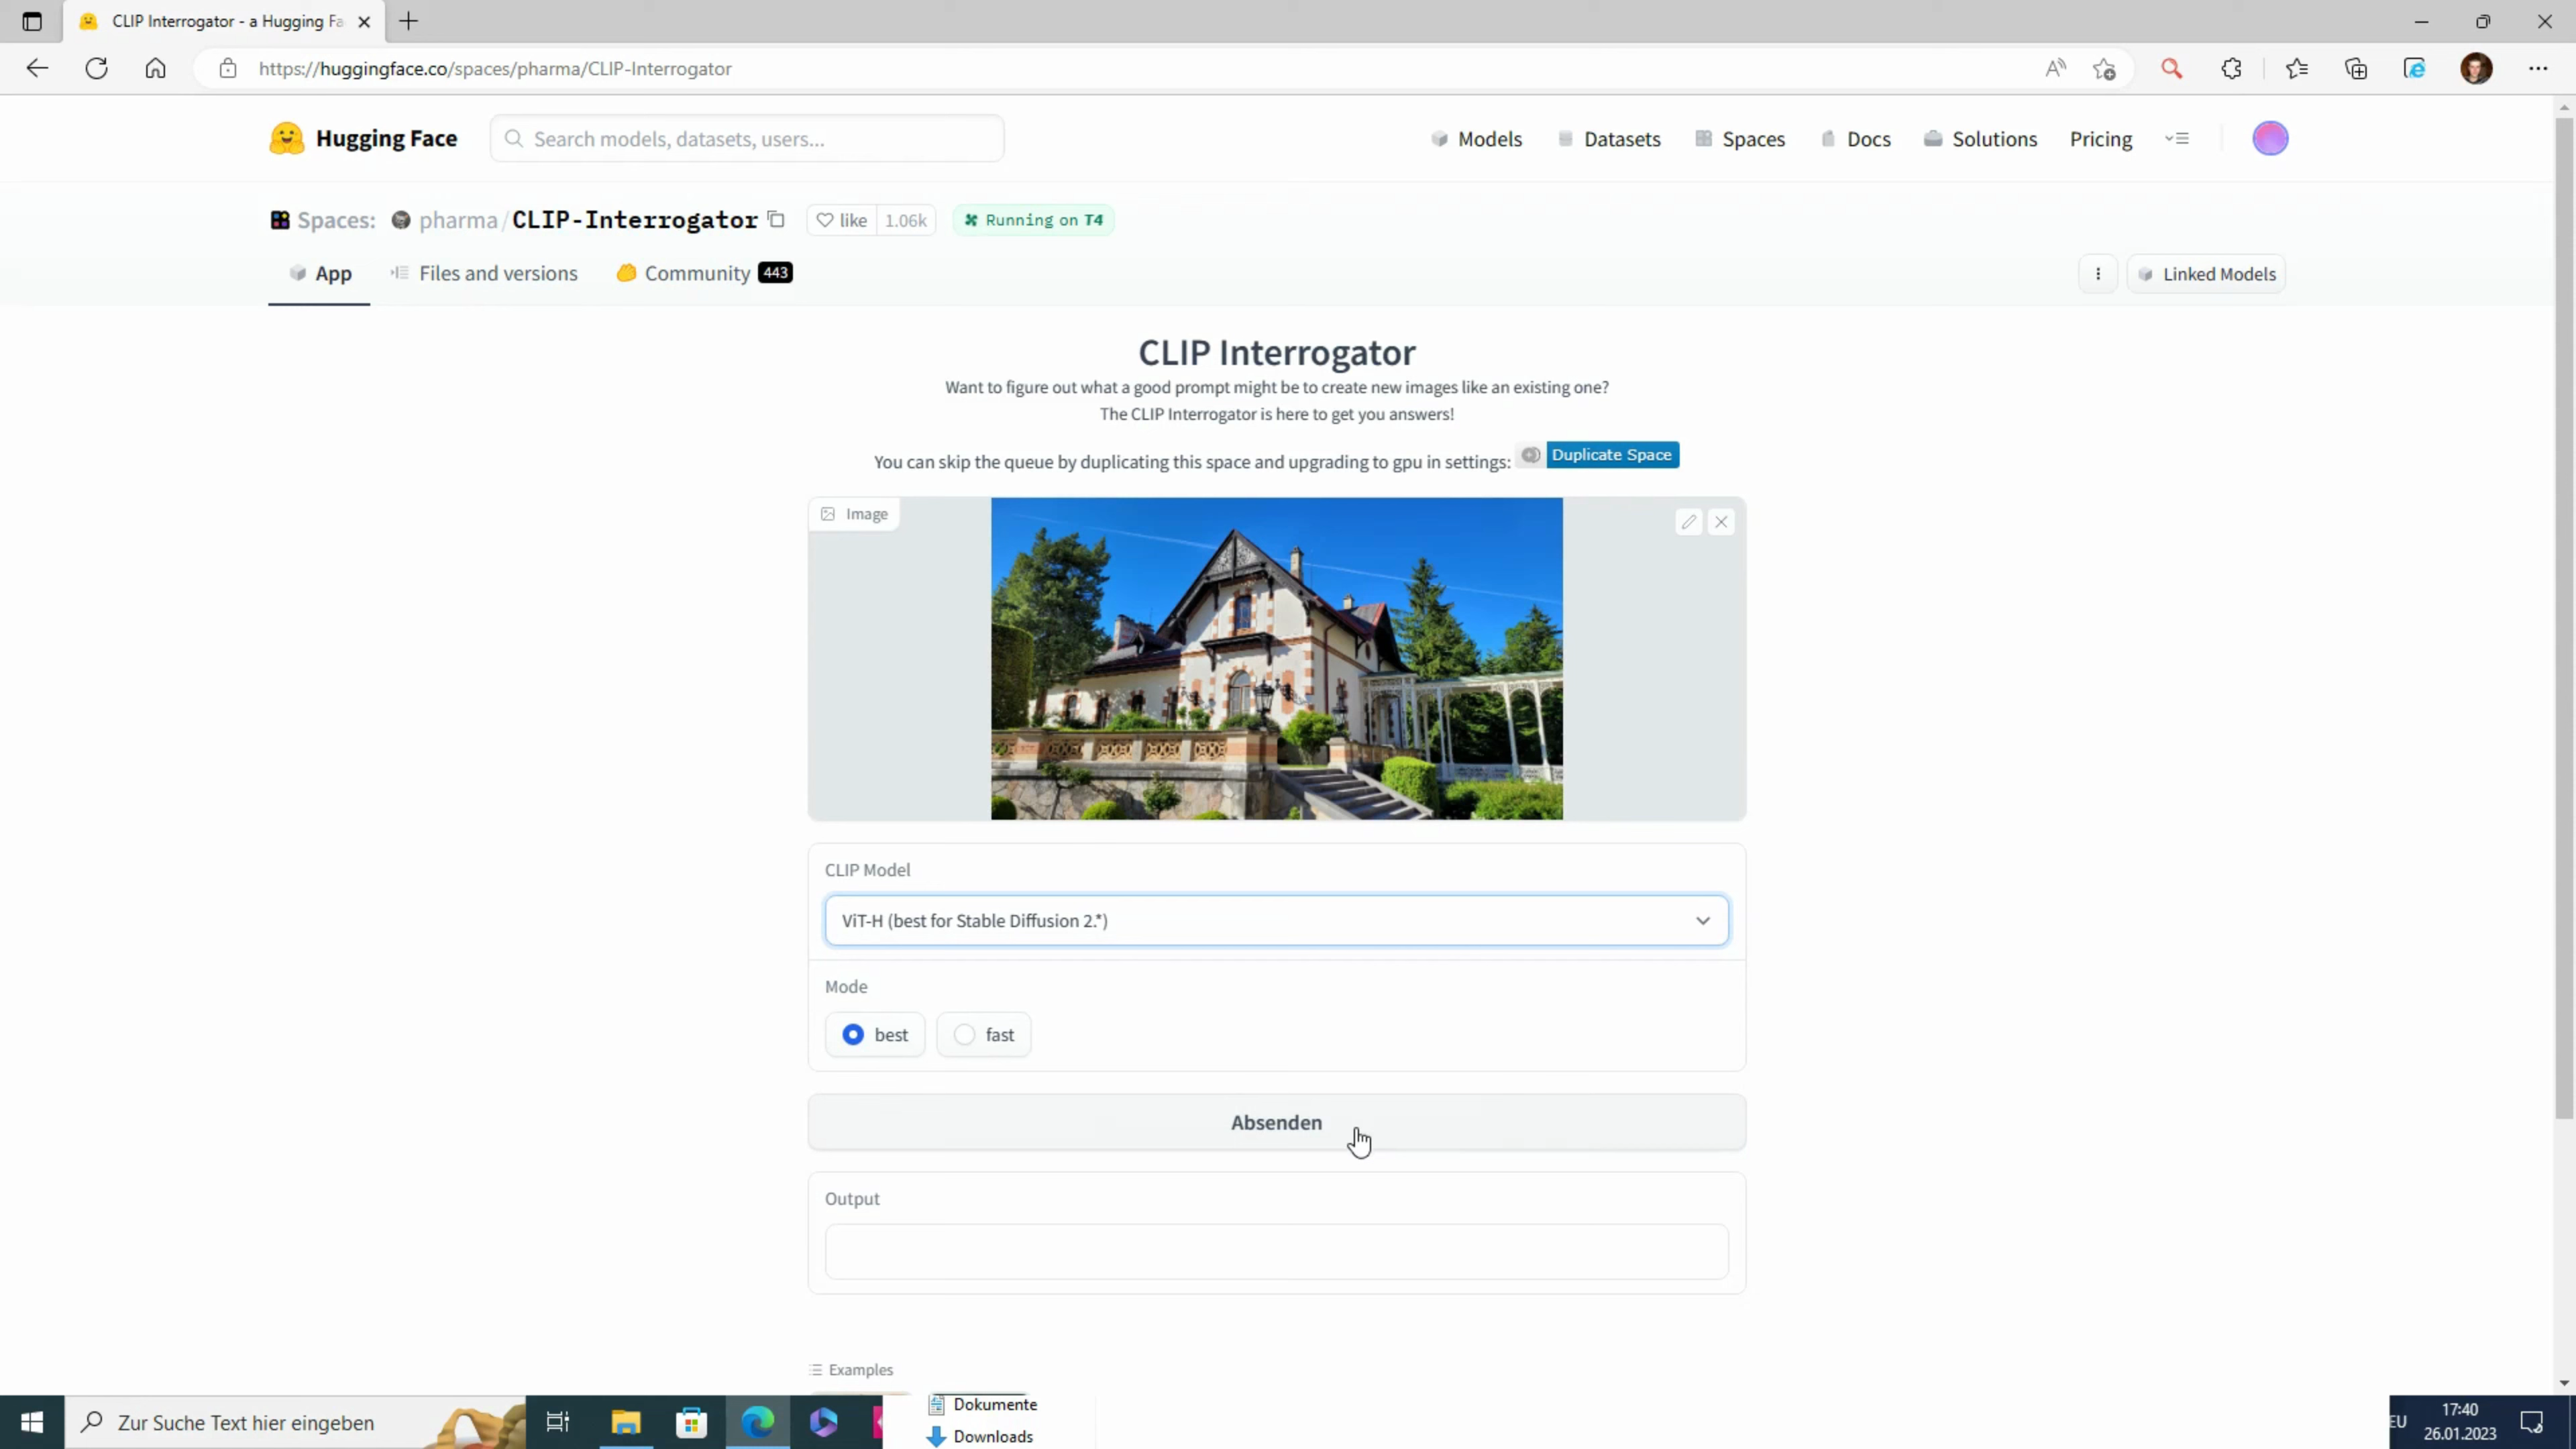 CLIP Interrogator - a Hugging Fa
https://huggingface.co/spaces/pharma/CLIP-Interrogator
Hugging Face
Search models, datasets, users...
Models
Datasets
Spaces
Docs
Solutions
Pricing
Spaces:
pharma/CLIP-Interrogator
like
1.06k
Running on T4
App
Files and versions
Community
443
Linked Models
CLIP Interrogator
Want to figure out what a good prompt might be to create new images like an existing one?
The CLIP Interrogator is here to get you answers!
You can skip the queue by duplicating this space and upgrading to gpu in settings:
Duplicate Space
Image
CLIP Model
ViT-H (best for Stable Diffusion 2.*)
Mode
best
fast
Absenden
Output
Examples
Dokumente
Downloads
Zur Suche Text hier eingeben
EU
17:40
26.01.2023